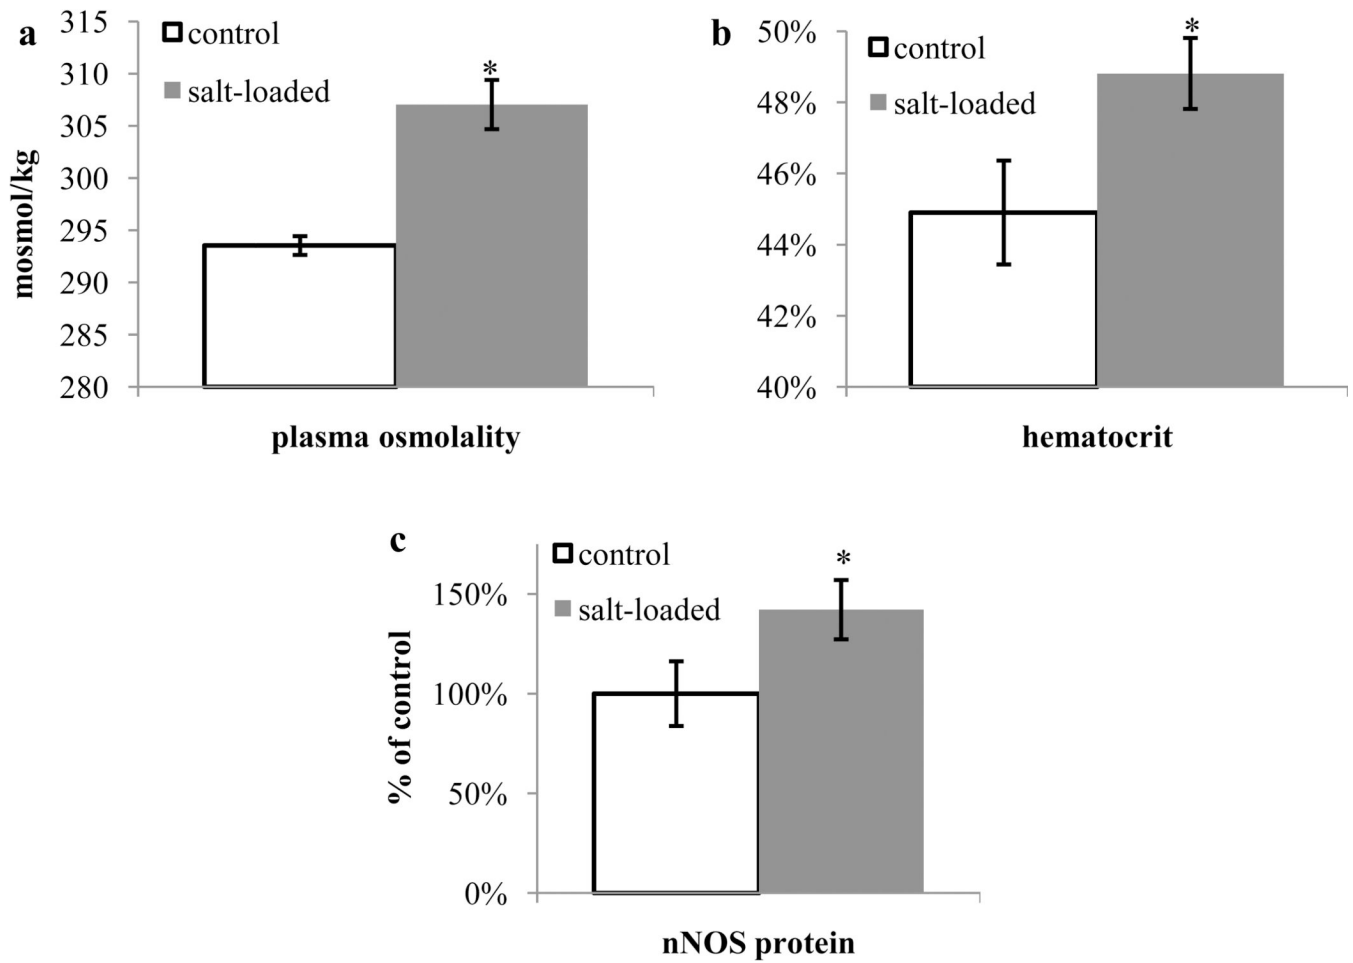 a
315
310
305
300
295
290
285
280
mosmol/kg
control
salt-loaded
*
plasma osmolality
b
50%
48%
46%
44%
42%
40%
control
salt-loaded
*
hematocrit
c
150%
100%
50%
0%
% of control
control
salt-loaded
*
nNOS protein